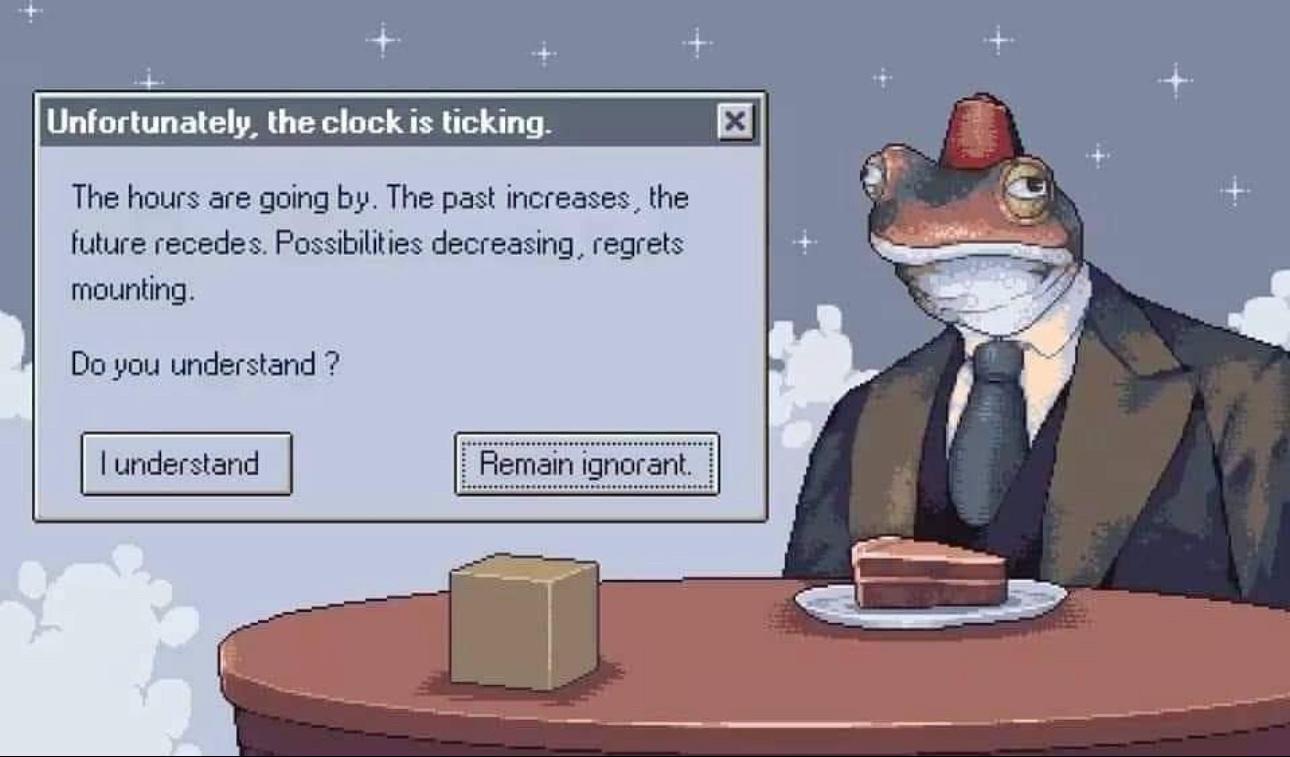 Unfortunately, the clock is ticking.
The hours are going by. The past increases, the
future recedes. Possibilities decreasing, regrets
mounting.
Do you understand ?
I understand
Remain ignorant.